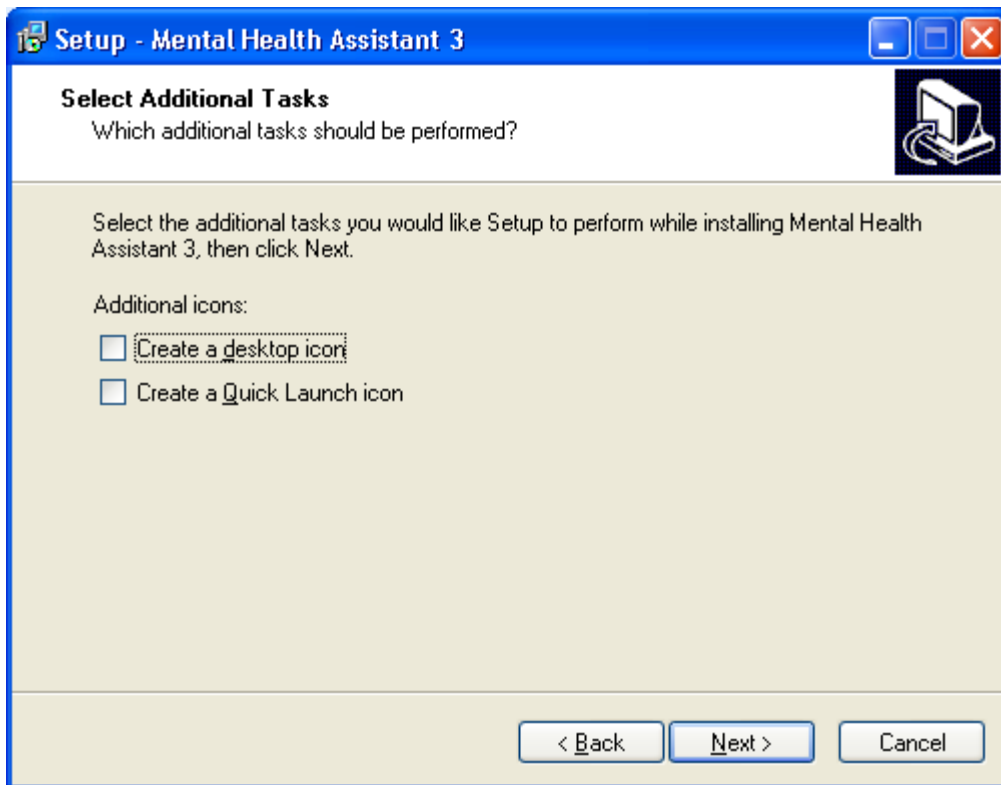 Setup - Mental Health Assistant 3
Select Additional Tasks
Which additional tasks should be performed?
Select the additional tasks you would like Setup to perform while installing Mental Health
Assistant 3, then click Next.
Additional icons:
Create a desktop icon
Create a Quick Launch icon
< Back
Next >
Cancel